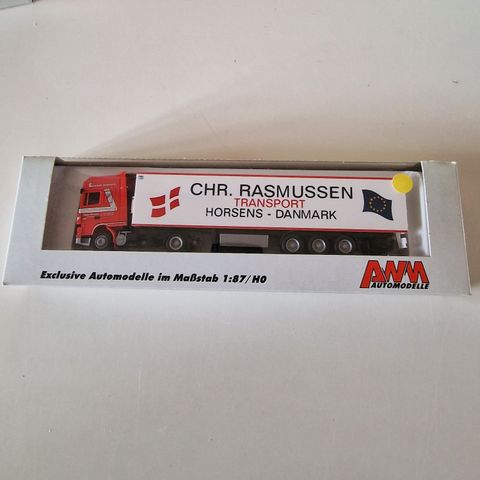 CHR. RASMUSSEN
TRANSPORT
HORSENS - DANMARK
Exclusive Automodelle im Maßstab 1:87/H0
AWM
AUTOMODELLE